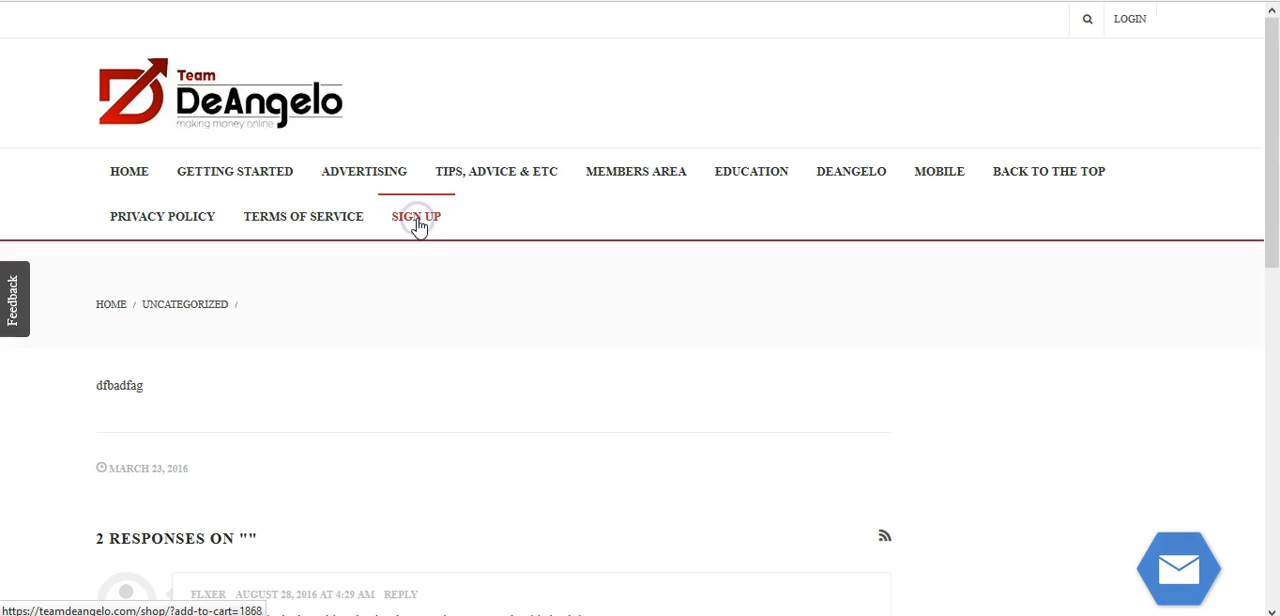 LOGIN
Team
DeAngelo
making money online
HOME GETTING STARTED ADVERTISING TIPS, ADVICE & ETC MEMBERS AREA EDUCATION DEANGELO MOBILE BACK TO THE TOP
PRIVACY POLICY TERMS OF SERVICE SIGN UP
Feedback
HOME / UNCATEGORIZED /
dfbadfag
MARCH 23, 2016
2 RESPONSES ON ""
FLXER AUGUST 28, 2016 AT 4:29 AM REPLY
https://teamdeangelo.com/shop/?add-to-cart=1868